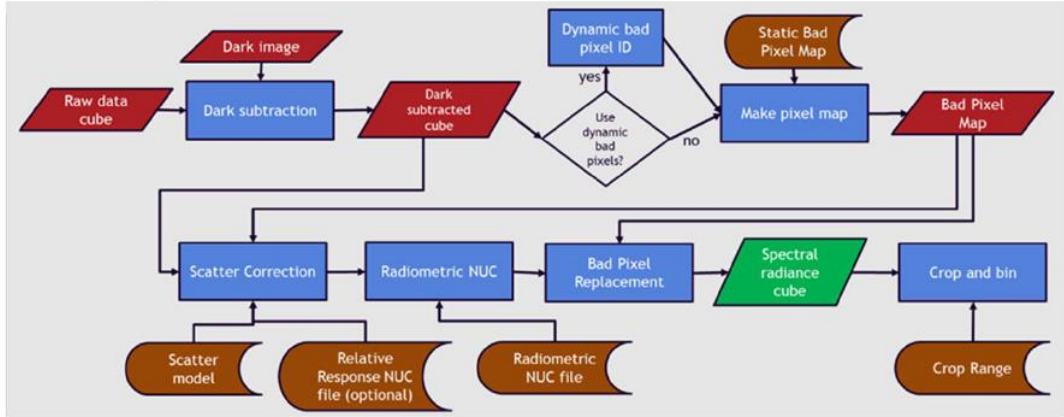 Dark image
Raw data
cube
Dark subtraction
Dark
subtracted
cube
Dynamic bad
pixel ID
yes
Use
dynamic
bad
pixels?
no
Static Bad
Pixel Map
Make pixel map
Bad Pixel
Map
Scatter Correction
Radiometric NUC
Bad Pixel
Replacement
Spectral
radiance
cube
Crop and bin
Scatter
model
Relative
Response NUC
file (optional)
Radiometric
NUC file
Crop Range